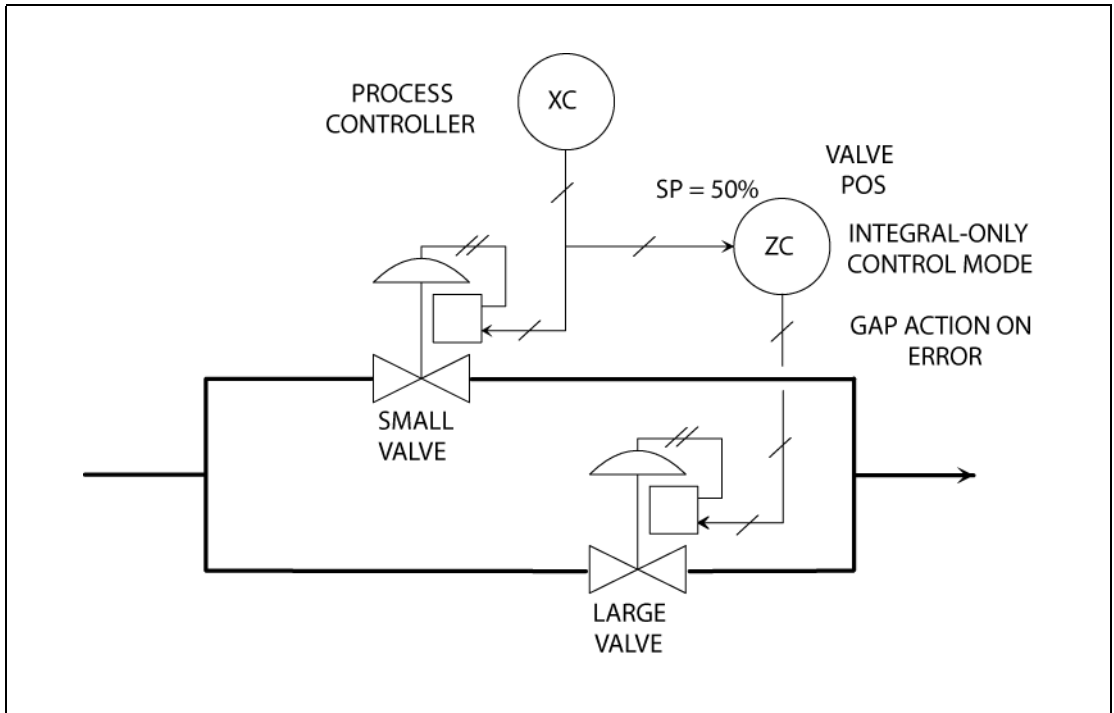 PROCESS
CONTROLLER
XC
VALVE
POS
SP = 50%
ZC
INTEGRAL-ONLY
CONTROL MODE
GAP ACTION ON
ERROR
SMALL
VALVE
LARGE
VALVE